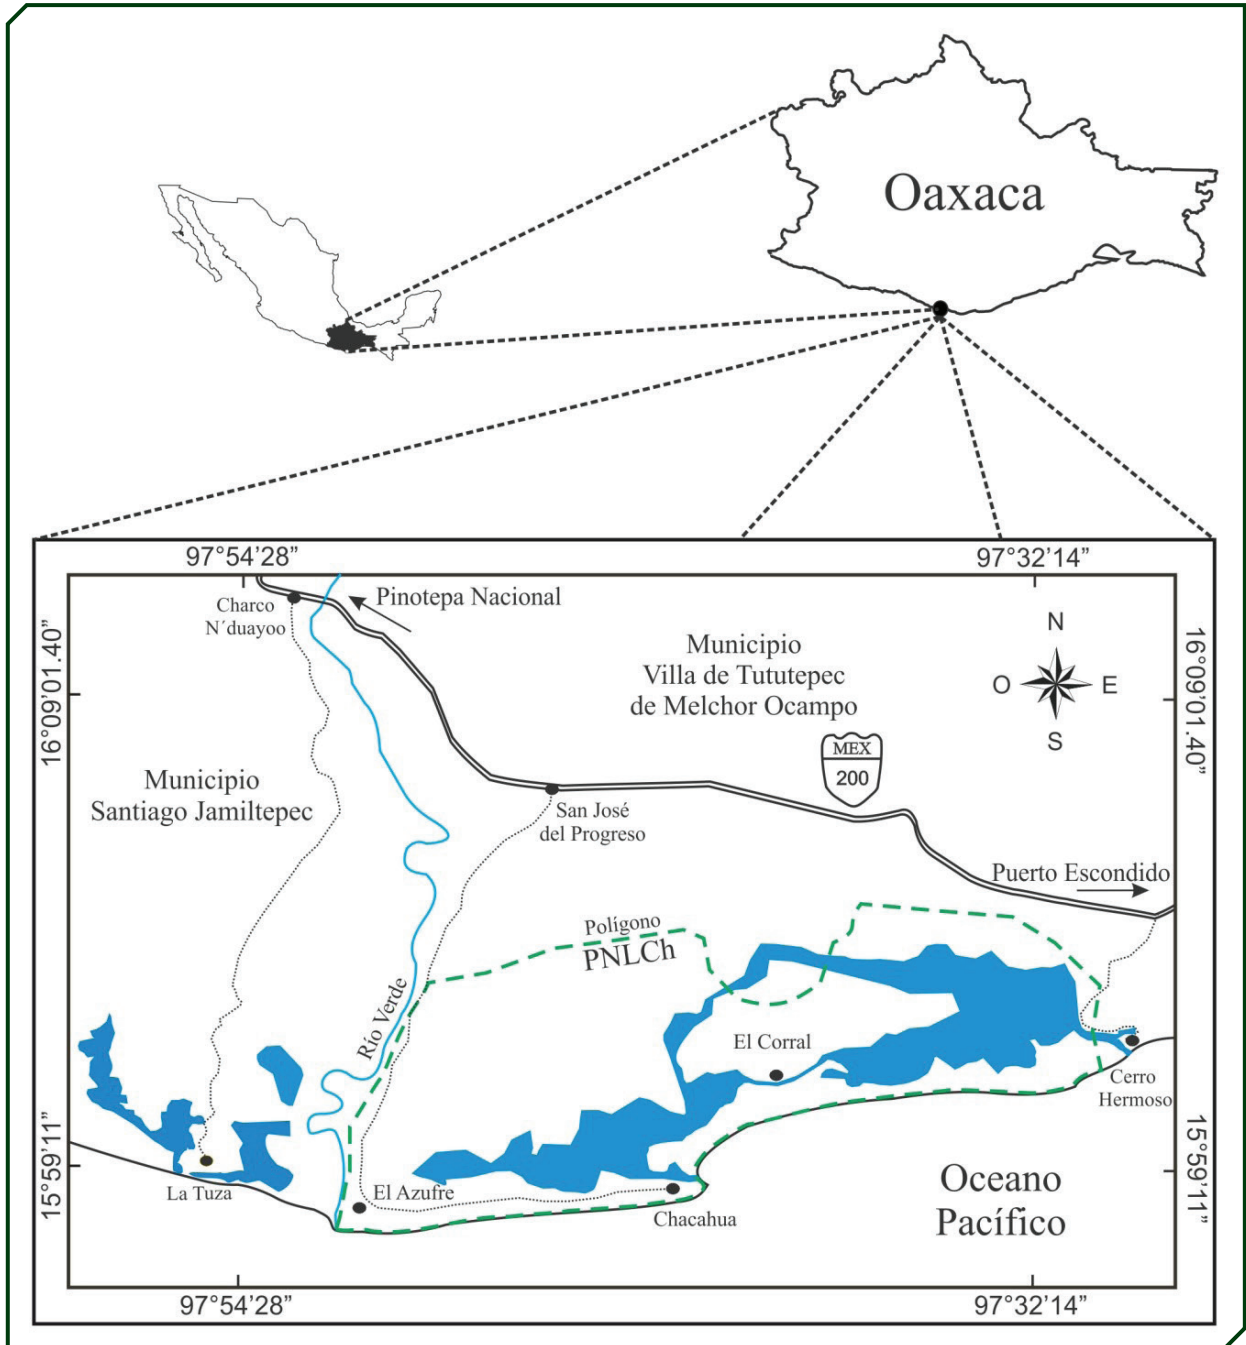 Oaxaca
97°54’28”
97°32’14”
Charco
N´duayoo
Pinotepa Nacional
Municipio
Villa de Tututepec
de Melchor Ocampo
N
O
E
S
16°09’01.40”
16°09’01.40”
MEX
200
Municipio
Santiago Jamiltepec
San José
del Progreso
Puerto Escondido
Polígono
PNLCh
Río Verde
El Corral
Cerro
Hermoso
15°59’11”
15°59’11”
La Tuza
El Azufre
Chacahua
Oceano
Pacífico
97°54’28”
97°32’14”